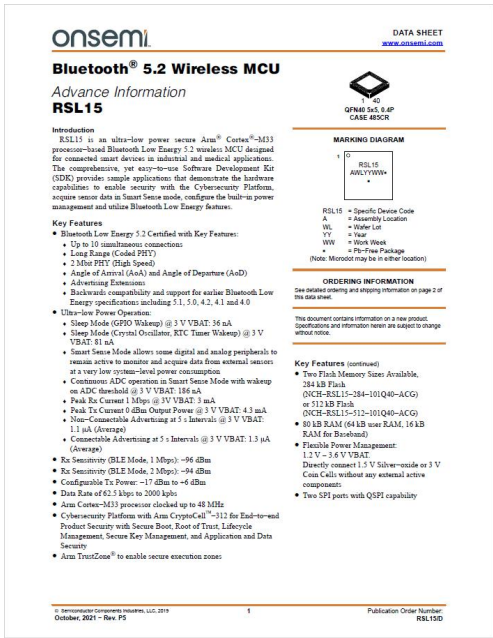 onsemi
DATA SHEET
www.onsemi.com
Bluetooth® 5.2 Wireless MCU
Advance Information
RSL15
Introduction
RSL15 is an ultra−low power secure Arm® Cortex®−M33
processor−based Bluetooth Low Energy 5.2 wireless MCU designed
for connected smart devices in industrial and medical applications.
The comprehensive, yet easy−to−use Software Development Kit
(SDK) provides sample applications that demonstrate the hardware
capabilities to enable security with the Cybersecurity Platform,
acquire sensor data in Smart Sense mode, configure the built−in power
management and utilize Bluetooth Low Energy features.
Key Features
• Bluetooth Low Energy 5.2 Certified with Key Features:
♦ Up to 10 simultaneous connections
♦ Long Range (Coded PHY)
♦ 2 Mbit PHY (High Speed)
♦ Angle of Arrival (AoA) and Angle of Departure (AoD)
♦ Advertising Extensions
♦ Backwards compatibility and support for earlier Bluetooth Low
Energy specifications including 5.1, 5.0, 4.2, 4.1 and 4.0
• Ultra−low Power Operation:
♦ Sleep Mode (GPIO Wakeup) @ 3 V VBAT: 36 nA
♦ Sleep Mode (Crystal Oscillator, RTC Timer Wakeup) @ 3 V
VBAT: 81 nA
♦ Smart Sense Mode allows some digital and analog peripherals to
remain active to monitor and acquire data from external sensors
at a very low system−level power consumption
♦ Continuous ADC operation in Smart Sense Mode with wakeup
on ADC threshold @ 3 V VBAT: 186 nA
♦ Peak Rx Current 1 Mbps @ 3V VBAT: 3 mA
♦ Peak Tx Current 0 dBm Output Power @ 3 V VBAT: 4.3 mA
♦ Non−Connectable Advertising at 5 s Intervals @ 3 V VBAT:
1.1 µA (Average)
♦ Connectable Advertising at 5 s Intervals @ 3 V VBAT: 1.3 µA
(Average)
• Rx Sensitivity (BLE Mode, 1 Mbps): −96 dBm
• Rx Sensitivity (BLE Mode, 2 Mbps): −94 dBm
• Configurable Tx Power: −17 dBm to +6 dBm
• Data Rate of 62.5 kbps to 2000 kpbs
• Arm Cortex−M33 processor clocked up to 48 MHz
• Cybersecurity Platform with Arm CryptoCell™−312 for End−to−end
Product Security with Secure Boot, Root of Trust, Lifecycle
Management, Secure Key Management, and Application and Data
Security
• Arm TrustZone® to enable secure execution zones
1 40
QFN40 5x5, 0.4P
CASE 485CR
MARKING DIAGRAM
1
RSL15
AWLYYWW▪
▪
RSL15 = Specific Device Code
A = Assembly Location
WL = Wafer Lot
YY = Year
WW = Work Week
▪ = Pb−Free Package
(Note: Microdot may be in either location)
ORDERING INFORMATION
See detailed ordering and shipping information on page 2 of
this data sheet.
This document contains information on a new product.
Specifications and information herein are subject to change
without notice.
Key Features (continued)
• Two Flash Memory Sizes Available,
284 kB Flash
(NCH−RSL15−284−101Q40−ACG)
or 512 kB Flash
(NCH−RSL15−512−101Q40−ACG)
• 80 kB RAM (64 kB user RAM, 16 kB
RAM for Baseband)
• Flexible Power Management:
1.2 V − 3.6 V VBAT.
Directly connect 1.5 V Silver−oxide or 3 V
Coin Cells without any external active
components
• Two SPI ports with QSPI capability
© Semiconductor Components Industries, LLC, 2019
October, 2021 − Rev. P5
1
Publication Order Number:
RSL15/D